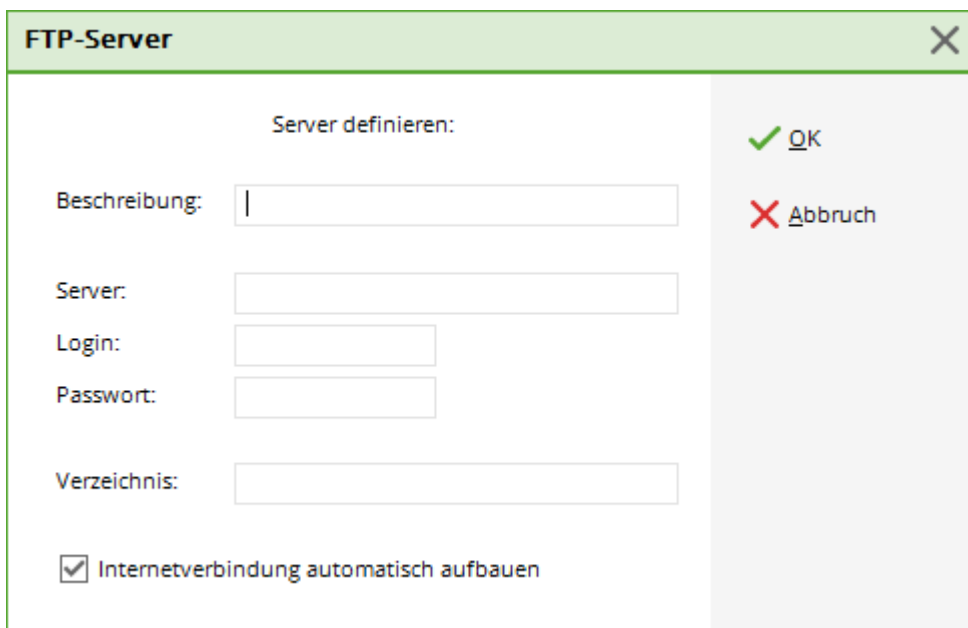 FTP-Server
Server definieren:
OK
Beschreibung:
Abbruch
Server:
Login:
Passwort:
Verzeichnis:
Internetverbindung automatisch aufbauen